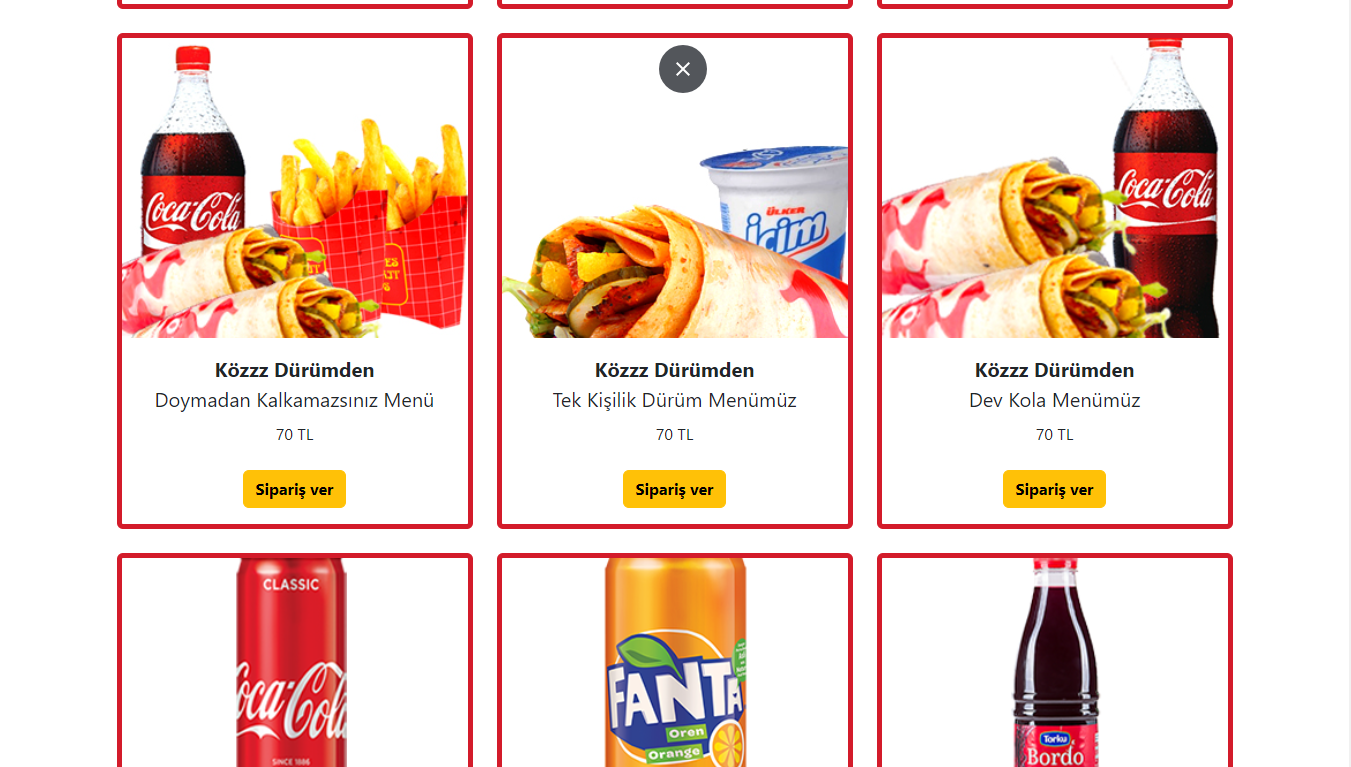 Coca-Cola
ÜLKER
içim
Coca-Cola
Közzz Dürümden
Doymadan Kalkamazsınız Menü
70 TL
Sipariş ver
Közzz Dürümden
Tek Kişilik Dürüm Menümüz
70 TL
Sipariş ver
Közzz Dürümden
Dev Kola Menümüz
70 TL
Sipariş ver
CLASSIC
Coca-Cola
SINCE 1886
FANTA
Oren
Orange
Torku
Bordo